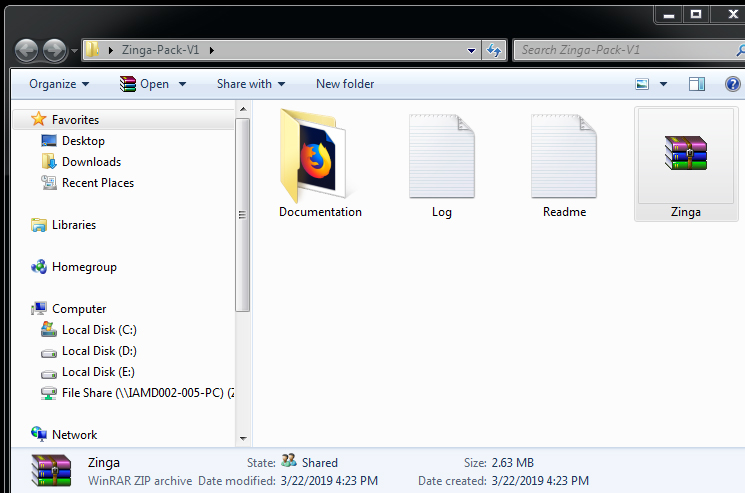 Zinga-Pack-V1
Search Zinga-Pack-V1
Organize Open Share with New folder
Favorites
Desktop
Downloads
Recent Places
Libraries
Homegroup
Computer
Local Disk (C:)
Local Disk (D:)
Local Disk (E:)
File Share (\\IAMD002-005-PC) (Z
Network
Documentation
Log
Readme
Zinga
Zinga State: Shared Size: 2.63 MB
WinRAR ZIP archive Date modified: 3/22/2019 4:23 PM Date created: 3/22/2019 4:23 PM